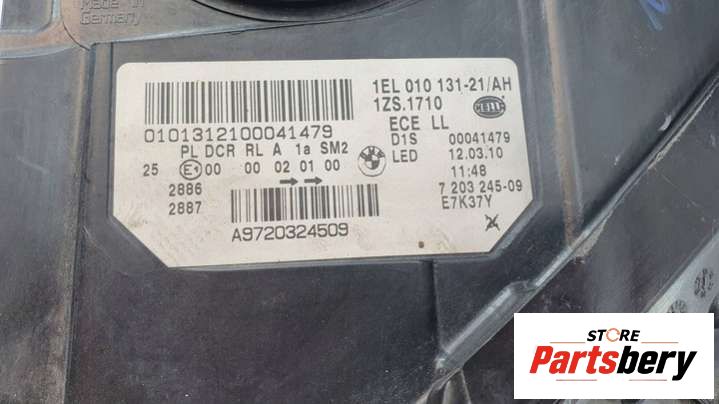 Made in
Germany
1EL 010 131-21/AH
1ZS.1710
HELLA
0101312100041479
ECE LL
PL DCR RL A 1a SM2
D1S 00041479
25 E1 00 00 02 01 00
LED 12.03.10
11:48
2886
7 203 245-09
2887
E7K37Y
A9720324509
STORE
Partsbery